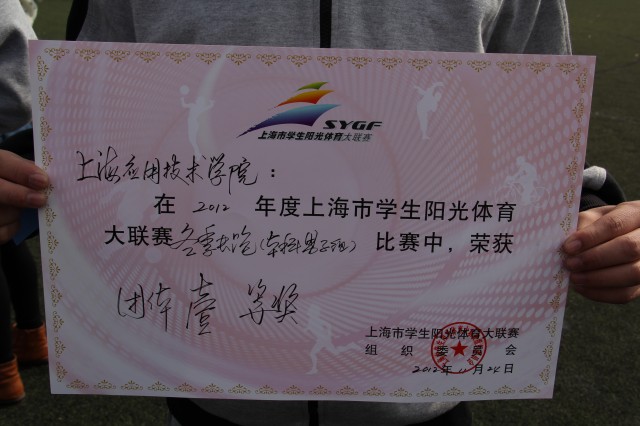 SYGF
上海市学生阳光体育大联赛
上海应用技术学院：
在 2012 年度上海市学生阳光体育
大联赛 冬季长跑（本科男子组） 比赛中，荣获
团体 壹 等奖
上海市学生阳光体育大联赛
组织委员会
2012年11月24日